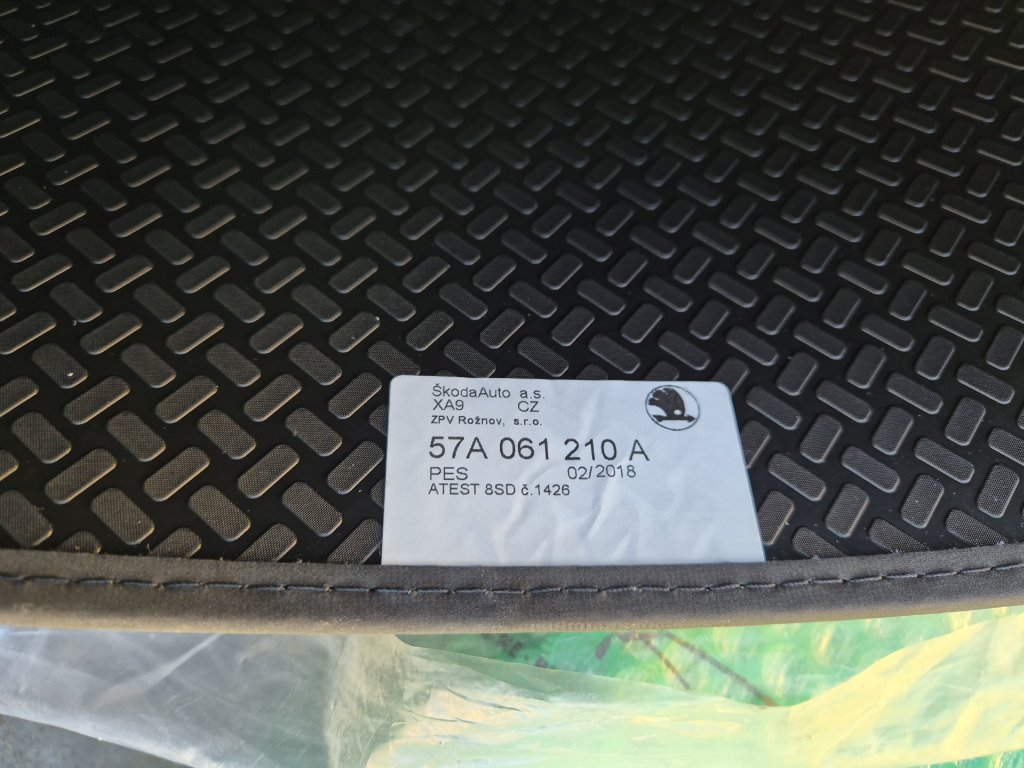 ŠkodaAuto a.s.
XA9 CZ
ZPV Rožnov, s.r.o.
57A 061 210 A
PES 02/2018
ATEST 8SD č.1426